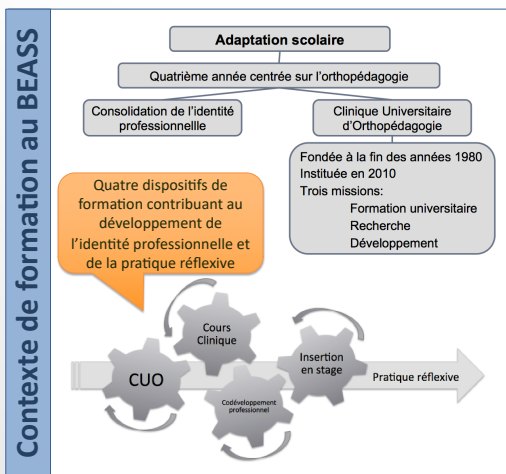 Contexte de formation au BEASS
Adaptation scolaire
Quatrième année centrée sur l'orthopédagogie
Consolidation de l'identité
professionnellle
Clinique Universitaire
d'Orthopédagogie
Fondée à la fin des années 1980
Instituée en 2010
Trois missions:
Formation universitaire
Recherche
Développement
Quatre dispositifs de
formation contribuant au
développement de
l'identité professionnelle et
de la pratique réflexive
Cours
Clinique
CUO
Codéveloppement
professionnel
Insertion
en stage
Pratique réflexive